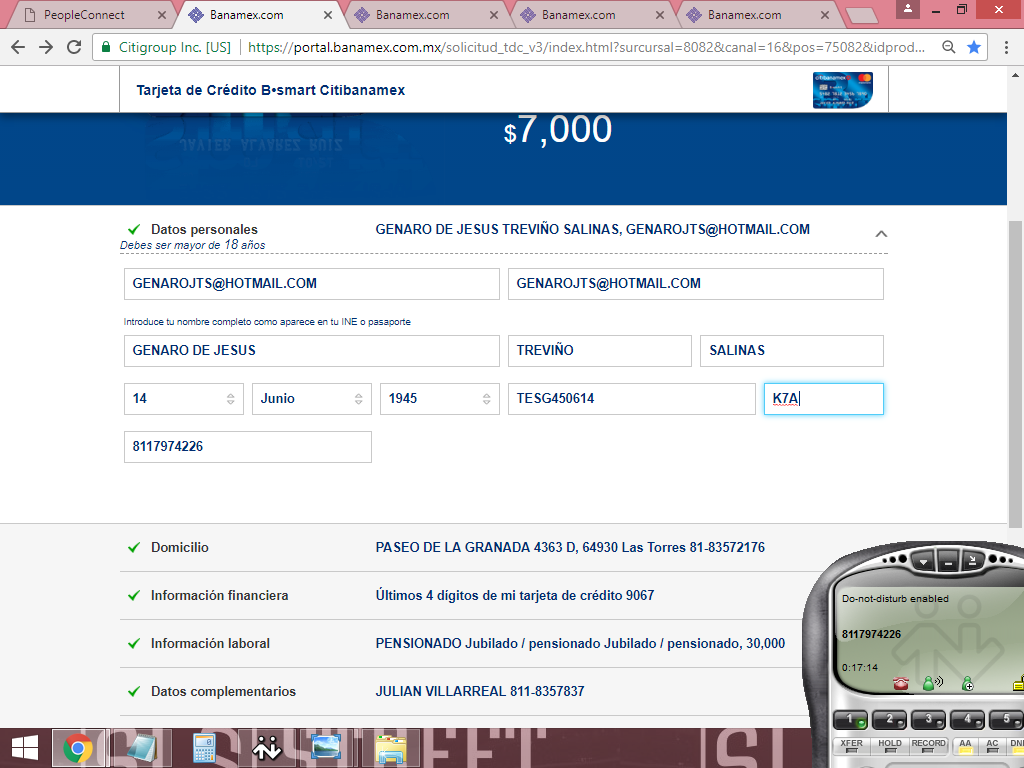 PeopleConnect Banamex.com Banamex.com Banamex.com Banamex.com
Citigroup Inc. [US] https://portal.banamex.com.mx/solicitud_tdc_v3/index.html?surcursal=8082&canal=16&pos=75082&idprod...
Tarjeta de Crédito B•smart Citibanamex
$7,000
Datos personales GENARO DE JESUS TREVIÑO SALINAS, GENAROJTS@HOTMAIL.COM
Debes ser mayor de 18 años
GENAROJTS@HOTMAIL.COM GENAROJTS@HOTMAIL.COM
Introduce tu nombre completo como aparece en tu INE o pasaporte
GENARO DE JESUS TREVIÑO SALINAS
14 Junio 1945 TESG450614 K7A
8117974226
Domicilio PASEO DE LA GRANADA 4363 D, 64930 Las Torres 81-83572176
Información financiera Últimos 4 dígitos de mi tarjeta de crédito 9067
Información laboral PENSIONADO Jubilado / pensionado Jubilado / pensionado, 30,000
Datos complementarios JULIAN VILLARREAL 811-8357837
Do-not-disturb enabled
8117974226
0:17:14
1 2 3 4 5
XFER HOLD RECORD AA AC